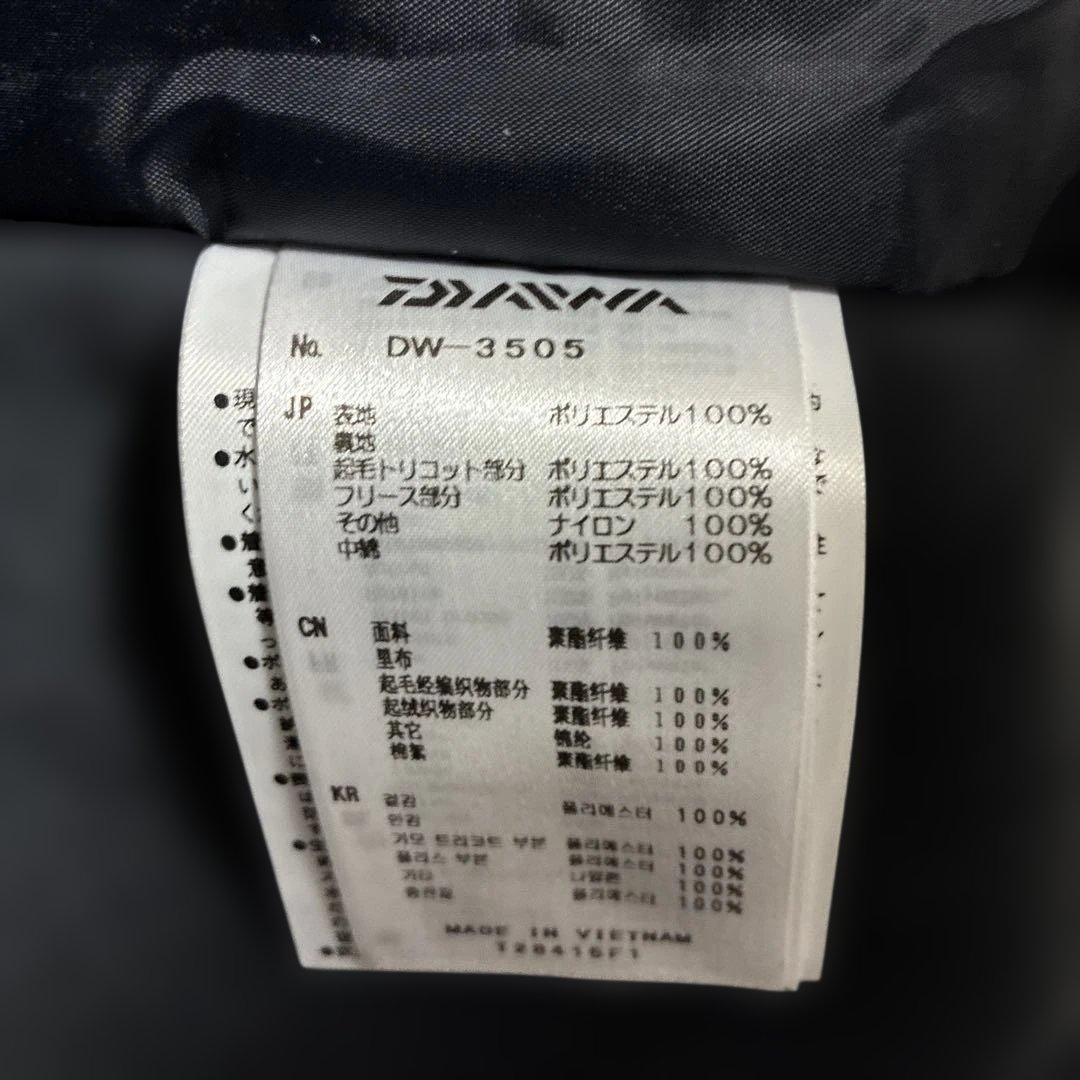 DAIWA
No. DW-3505
JP 表地 ポリエステル100%
裏地
起毛トリコット部分 ポリエステル100%
フリース部分 ポリエステル100%
その他 ナイロン 100%
中綿 ポリエステル100%
CN 面料 聚酯纤维 100%
里布
起毛经编织物部分 聚酯纤维 100%
起绒织物部分 聚酯纤维 100%
其它 锦纶 100%
棉絮 聚酯纤维 100%
KR 겉감 폴리에스터 100%
안감
기모 트리코트 부분 폴리에스터 100%
플리스 부분 폴리에스터 100%
기타 나일론 100%
충전재 폴리에스터 100%
MADE IN VIETNAM
128416F1
●現
で
●水
い
く